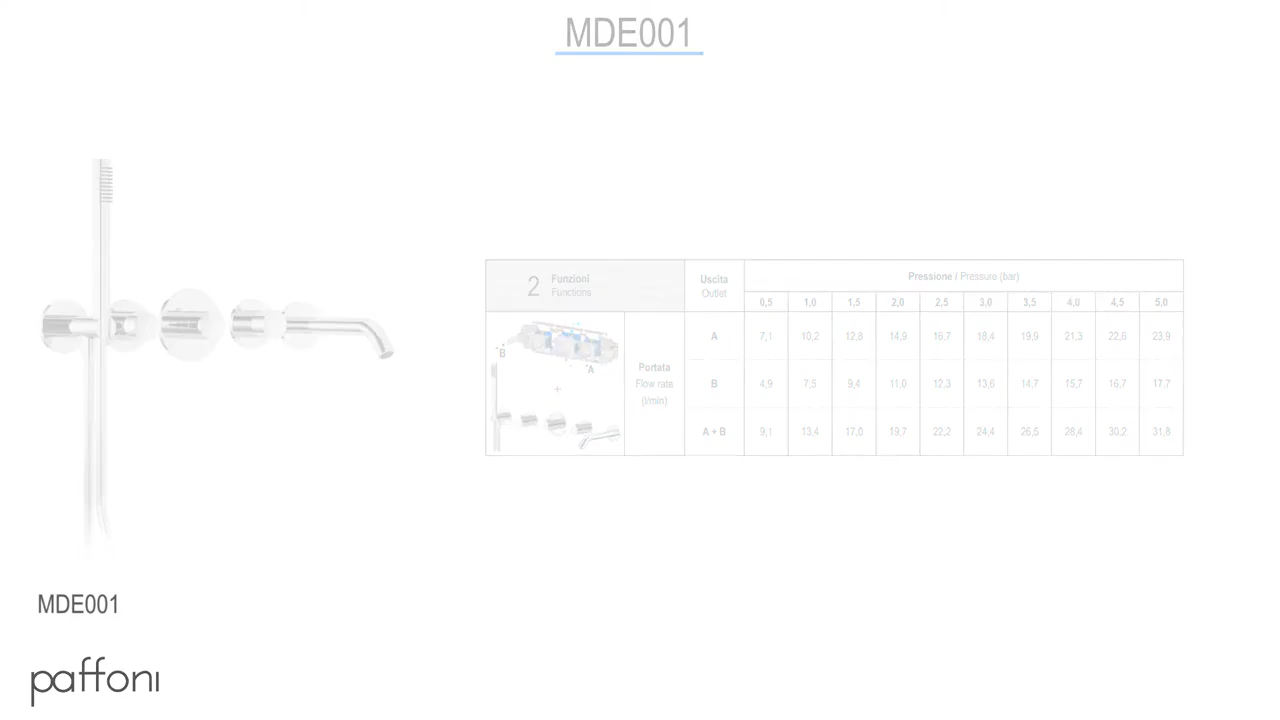 MDE001
2 Funzioni
Functions
Uscita
Outlet
Pressione / Pressure (bar)
0,5 1,0 1,5 2,0 2,5 3,0 3,5 4,0 4,5 5,0
B
A
+
Portata
Flow rate
(l/min)
A 7,1 10,2 12,8 14,9 16,7 18,4 19,9 21,3 22,6 23,9
B 4,9 7,5 9,4 11,0 12,3 13,6 14,7 15,7 16,7 17,7
A + B 9,1 13,4 17,0 19,7 22,2 24,4 26,5 28,4 30,2 31,8
MDE001
paffoni